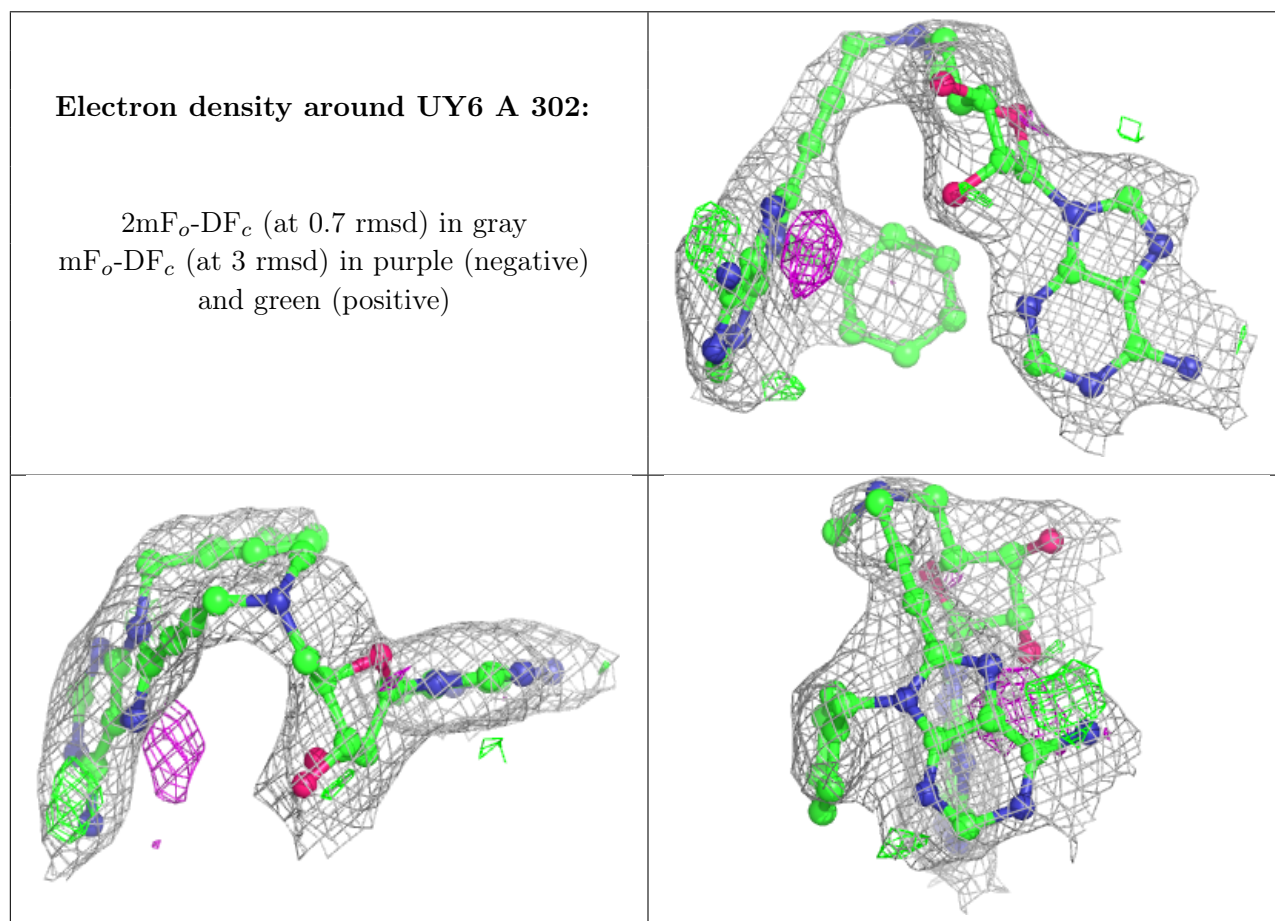 Electron density around UY6 A 302:
2mFₒ-DF𝒸 (at 0.7 rmsd) in gray
mFₒ-DF𝒸 (at 3 rmsd) in purple (negative)
and green (positive)